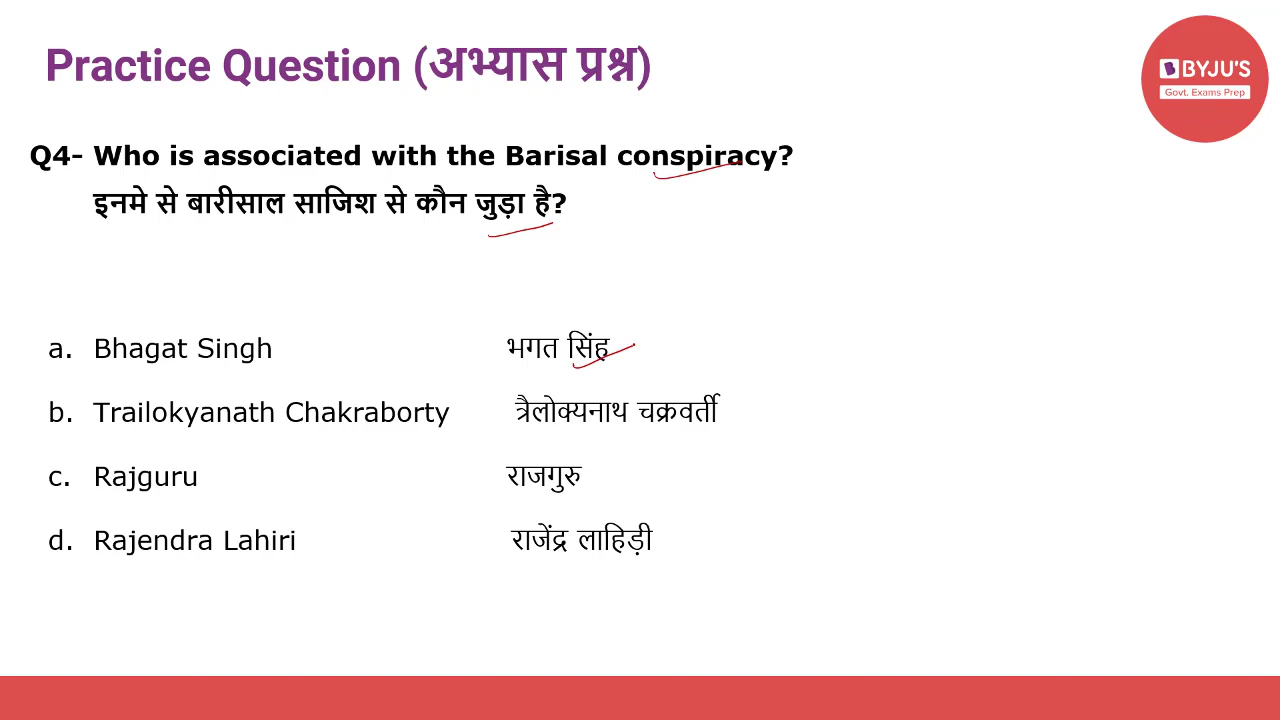 Practice Question (अभ्यास प्रश्न)
BYJU'S
Govt. Exams Prep
Q4- Who is associated with the Barisal conspiracy?
इनमे से बारीसाल साजिश से कौन जुड़ा है?
a. Bhagat Singh भगत सिंह
b. Trailokyanath Chakraborty त्रैलोक्यनाथ चक्रवर्ती
c. Rajguru राजगुरु
d. Rajendra Lahiri राजेंद्र लाहिड़ी